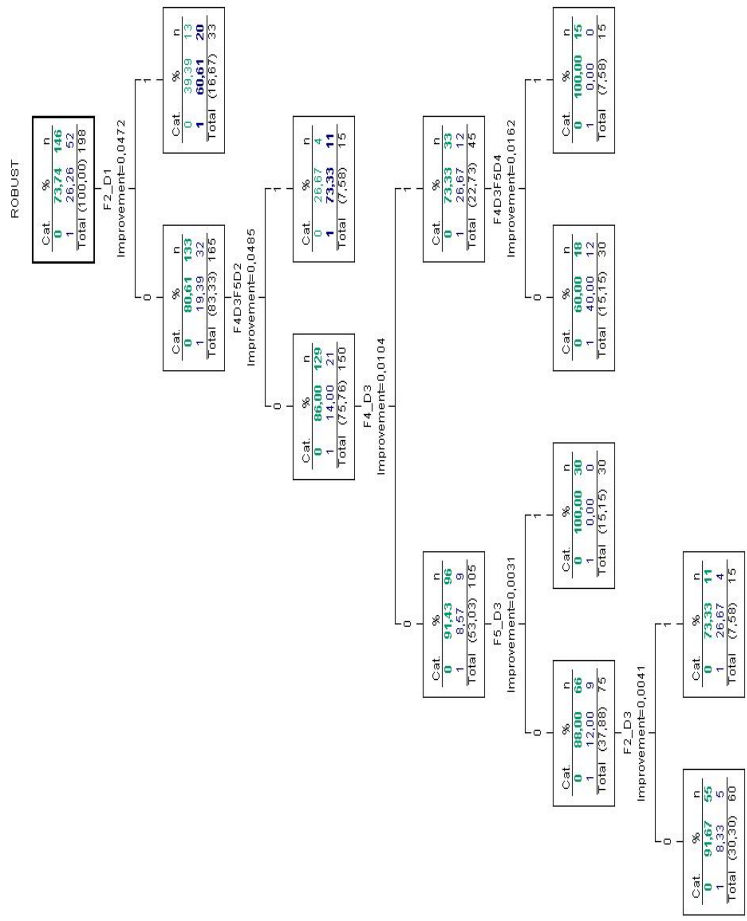 ROBUST
Cat. % n
0 73,74 146
1 26,26 52
Total (100,00) 198
F2_D1
Improvement=0,0472
0
1
Cat. % n
0 80,61 133
1 19,39 32
Total (83,33) 165
Cat. % n
0 39,39 13
1 60,61 20
Total (16,67) 33
F4D3F5D2
Improvement=0,0485
0
1
Cat. % n
0 86,00 129
1 14,00 21
Total (75,76) 150
Cat. % n
0 26,67 4
1 73,33 11
Total (7,58) 15
F4_D3
Improvement=0,0104
0
1
Cat. % n
0 91,43 96
1 8,57 9
Total (53,03) 105
Cat. % n
0 73,33 33
1 26,67 12
Total (22,73) 45
F5_D3
Improvement=0,0031
F4D3F5D4
Improvement=0,0162
0
1
0
1
Cat. % n
0 88,00 66
1 12,00 9
Total (37,88) 75
Cat. % n
0 100,00 30
1 0,00 0
Total (15,15) 30
Cat. % n
0 60,00 18
1 40,00 12
Total (15,15) 30
Cat. % n
0 100,00 15
1 0,00 0
Total (7,58) 15
F2_D3
Improvement=0,0041
0
1
Cat. % n
0 91,67 55
1 8,33 5
Total (30,30) 60
Cat. % n
0 73,33 11
1 26,67 4
Total (7,58) 15